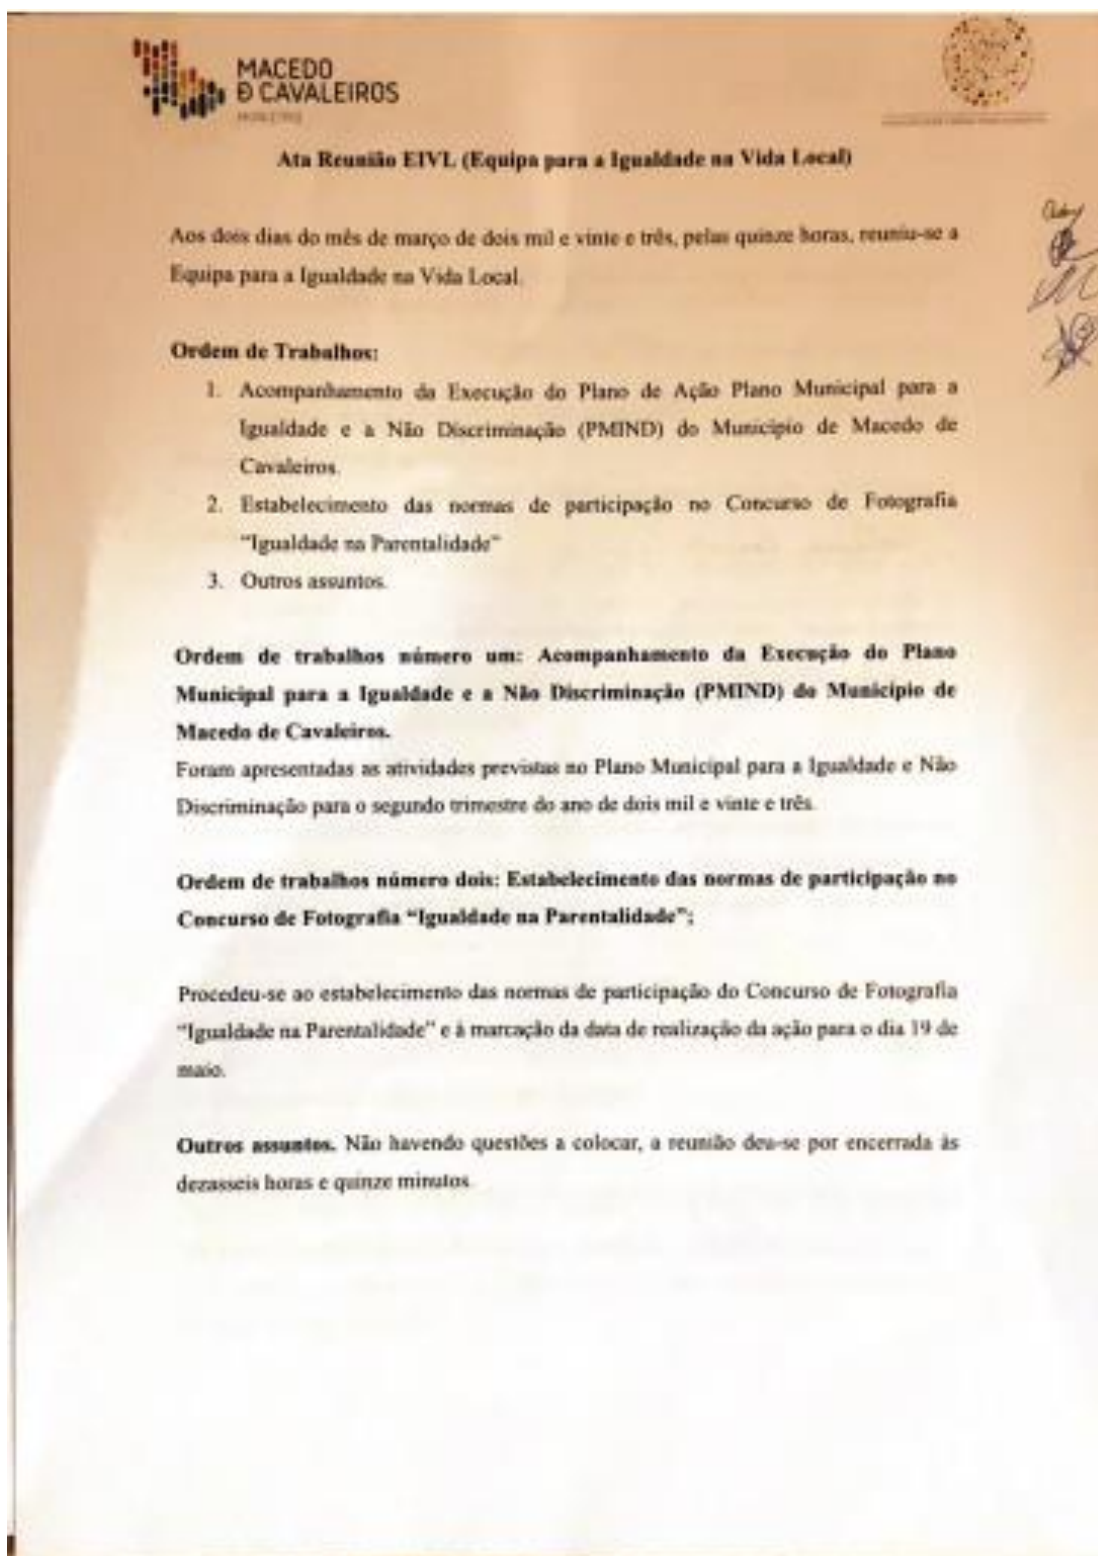 MACEDO
Ð CAVALEIROS
Ata Reunião EIVL (Equipa para a Igualdade na Vida Local)
Aos dois dias do mês de março de dois mil e vinte e três, pelas quinze horas, reuniu-se a
Equipa para a Igualdade na Vida Local.
Ordem de Trabalhos:
1. Acompanhamento da Execução do Plano de Ação Plano Municipal para a
Igualdade e a Não Discriminação (PMIND) do Município de Macedo de
Cavaleiros.
2. Estabelecimento das normas de participação no Concurso de Fotografia
“Igualdade na Parentalidade”
3. Outros assuntos.
Ordem de trabalhos número um: Acompanhamento da Execução do Plano
Municipal para a Igualdade e a Não Discriminação (PMIND) do Município de
Macedo de Cavaleiros.
Foram apresentadas as atividades previstas no Plano Municipal para a Igualdade e Não
Discriminação para o segundo trimestre do ano de dois mil e vinte e três.
Ordem de trabalhos número dois: Estabelecimento das normas de participação no
Concurso de Fotografia “Igualdade na Parentalidade”;
Procedeu-se ao estabelecimento das normas de participação do Concurso de Fotografia
“Igualdade na Parentalidade” e à marcação da data de realização da ação para o dia 19 de
maio.
Outros assuntos. Não havendo questões a colocar, a reunião deu-se por encerrada às
dezasseis horas e quinze minutos.